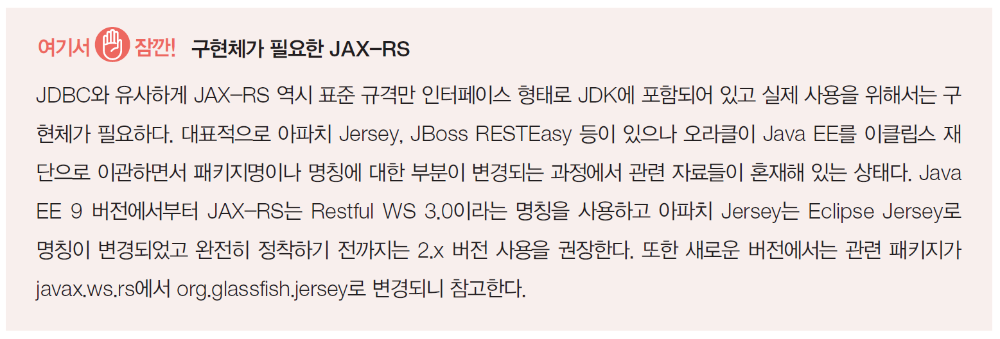 여기서 잠깐! 구현체가 필요한 JAX-RS
JDBC와 유사하게 JAX-RS 역시 표준 규격만 인터페이스 형태로 JDK에 포함되어 있고 실제 사용을 위해서는 구
현체가 필요하다. 대표적으로 아파치 Jersey, JBoss RESTEasy 등이 있으나 오라클이 Java EE를 이클립스 재
단으로 이관하면서 패키지명이나 명칭에 대한 부분이 변경되는 과정에서 관련 자료들이 혼재해 있는 상태다. Java
EE 9 버전에서부터 JAX-RS는 Restful WS 3.0이라는 명칭을 사용하고 아파치 Jersey는 Eclipse Jersey로
명칭이 변경되었고 완전히 정착하기 전까지는 2.x 버전 사용을 권장한다. 또한 새로운 버전에서는 관련 패키지가
javax.ws.rs에서 org.glassfish.jersey로 변경되니 참고한다.